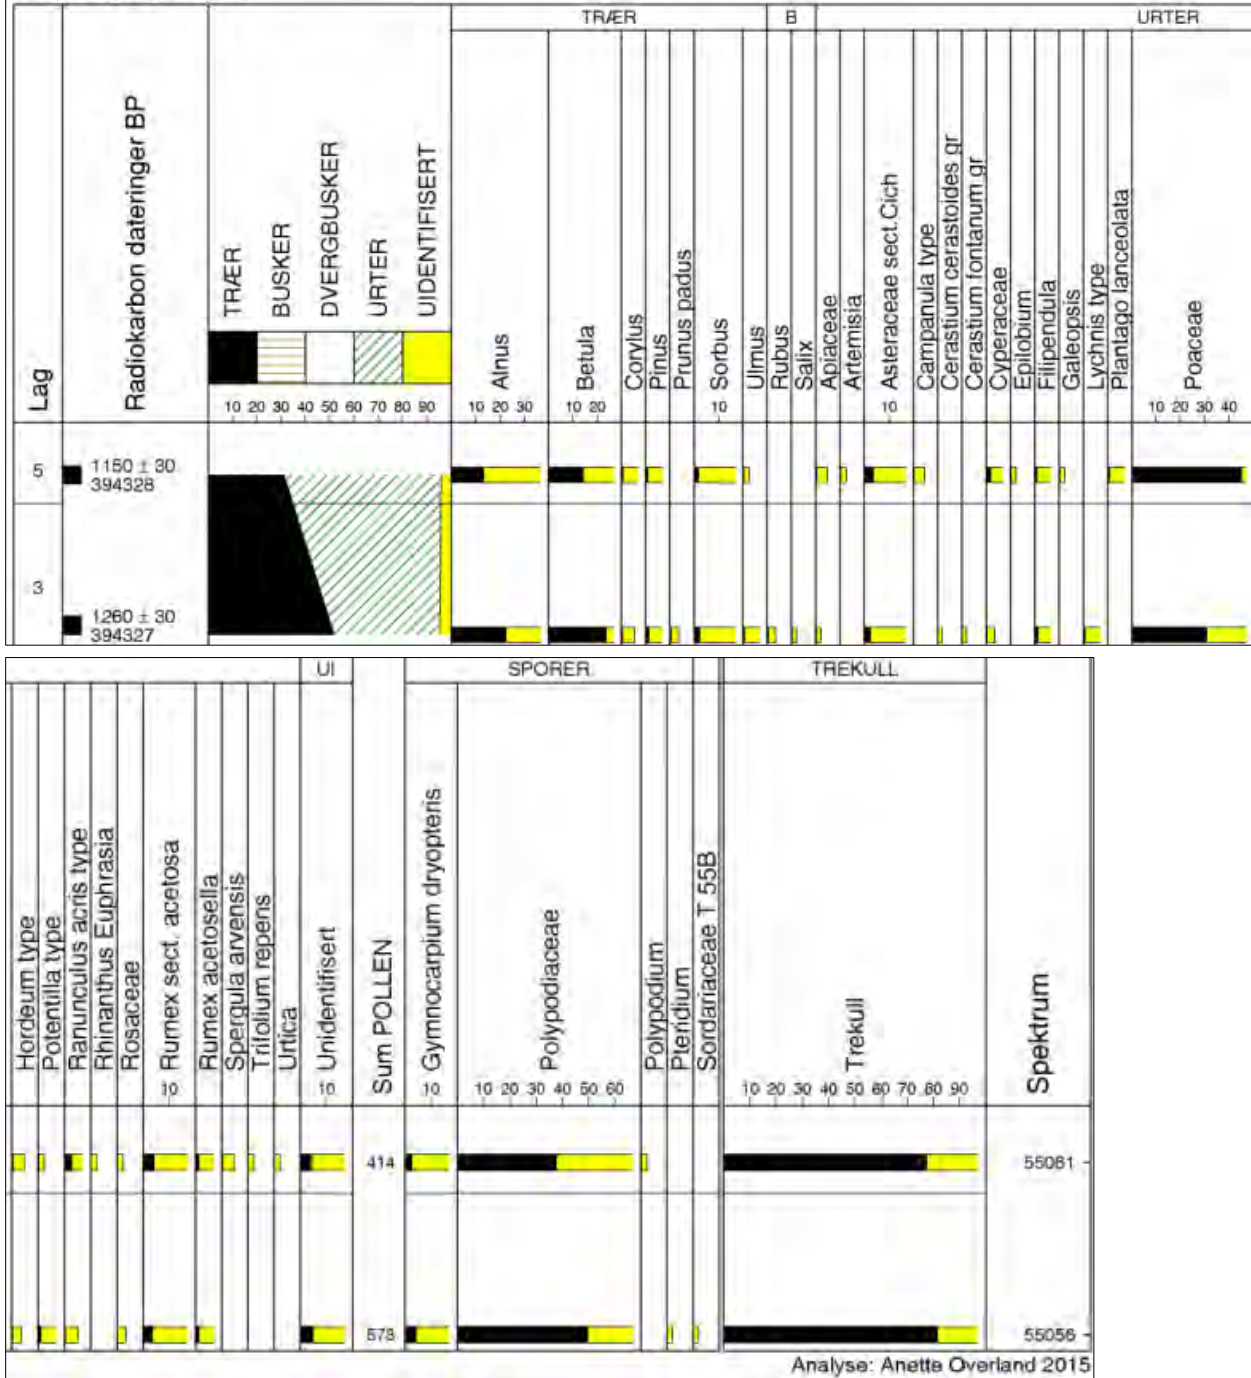 TRÆR B URTER
Lag
Radiokarbon dateringer BP
TRÆR
BUSKER
DVERGBUSKER
URTER
UIDENTIFISERT
Alnus
Betula
Corylus
Pinus
Prunus padus
Sorbus
Ulmus
Rubus
Salix
Apiaceae
Artemisia
Asteraceae sect.Cich
Campanula type
Cerastium cerastoides gr
Cerastium fontanum gr
Cyperaceae
Epilobium
Filipendula
Galeopsis
Lychnis type
Plantago lanceolata
Poaceae
10 20 30 40 50 60 70 80 90 10 20 30 10 20 10 10 10 20 30 40
5 1150 ± 30
394328
3
1260 ± 30
394327
UI SPORER TREKULL
Hordeum type
Potentilla type
Ranunculus acris type
Rhinanthus Euphrasia
Rosaceae
Rumex sect. acetosa
Rumex acetosella
Spergula arvensis
Trifolium repens
Urtica
Unidentifisert
Sum POLLEN
Gymnocarpium dryopteris
Polypodiaceae
Polypodium
Pteridium
Sordariaceae T.55B
Trekull
Spektrum
10 10 10 10 20 30 40 50 60 10 20 30 40 50 60 70 80 90
414 55061
578 55056
Analyse: Anette Overland 2015